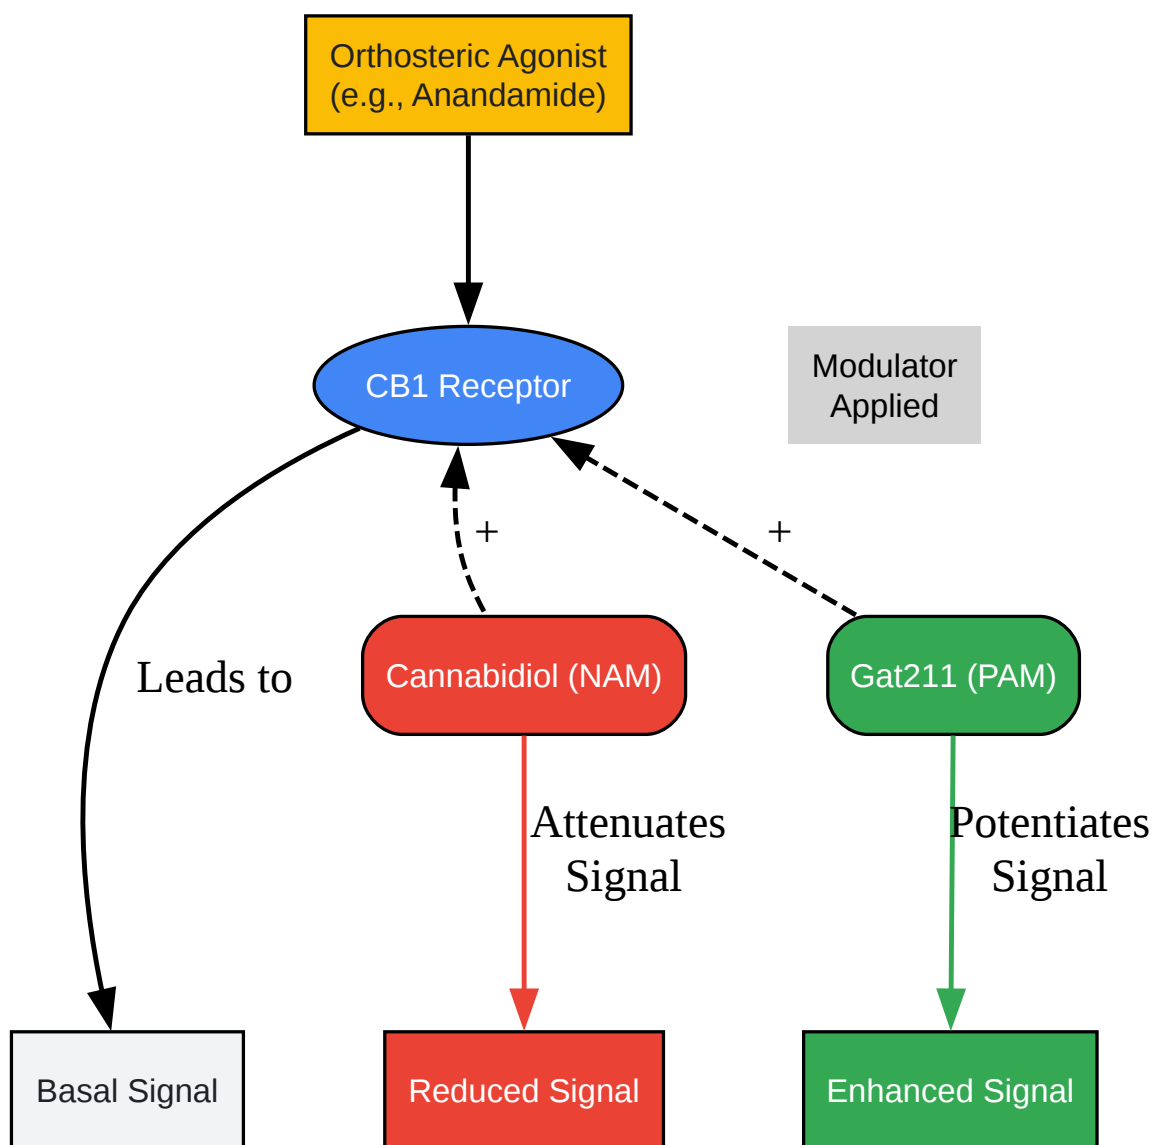 Orthosteric Agonist
(e.g., Anandamide)
CB1 Receptor
Modulator
Applied
+
+
Leads to
Cannabidiol (NAM)
Gat211 (PAM)
Attenuates
Signal
Potentiates
Signal
Basal Signal
Reduced Signal
Enhanced Signal